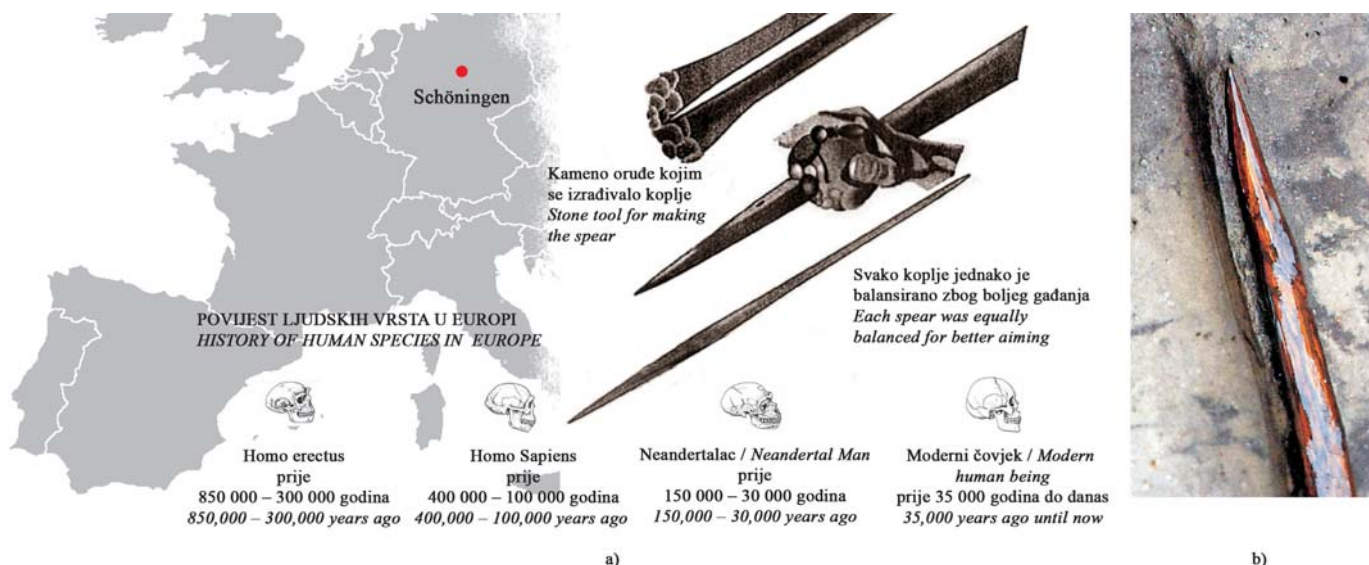 Schöningen
Kameno oruđe kojim
se izrađivalo koplje
Stone tool for making
the spear
Svako koplje jednako je
balansirano zbog boljeg gađanja
Each spear was equally
balanced for better aiming
POVIJEST LJUDSKIH VRSTA U EUROPI
HISTORY OF HUMAN SPECIES IN EUROPE
Homo erectus
prije
850 000 – 300 000 godina
850,000 – 300,000 years ago
Homo Sapiens
prije
400 000 – 100 000 godina
400,000 – 100,000 years ago
Neandertalac / Neandertal Man
prije
150 000 – 30 000 godina
150,000 – 30,000 years ago
Moderni čovjek / Modern
human being
prije 35 000 godina do danas
35,000 years ago until now
a)
b)